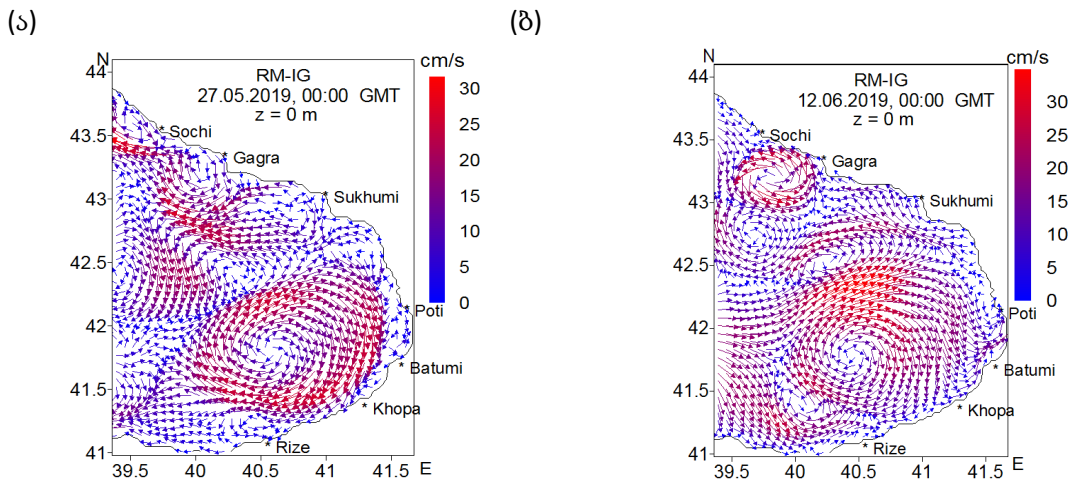 (ა)
N
44
43.5
43
42.5
42
41.5
41
39.5 40 40.5 41 41.5 E
RM-IG
27.05.2019, 00:00 GMT
z = 0 m
* Sochi
* Gagra
* Sukhumi
* Poti
* Batumi
* Khopa
* Rize
cm/s
30
25
20
15
10
5
0
(ბ)
N
44
43.5
43
42.5
42
41.5
41
39.5 40 40.5 41 41.5 E
RM-IG
12.06.2019, 00:00 GMT
z = 0 m
* Sochi
* Gagra
* Sukhumi
* Poti
* Batumi
* Khopa
* Rize
cm/s
30
25
20
15
10
5
0